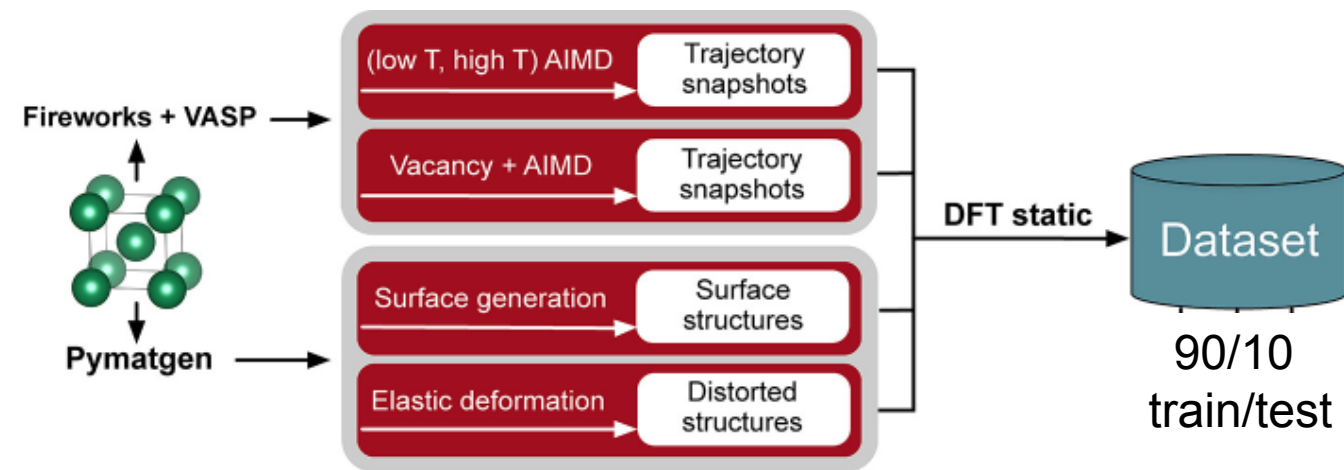 Fireworks + VASP
(low T, high T) AIMD
Trajectory
snapshots
Vacancy + AIMD
Trajectory
snapshots
Pymatgen
Surface generation
Surface
structures
Elastic deformation
Distorted
structures
DFT static
Dataset
90/10
train/test